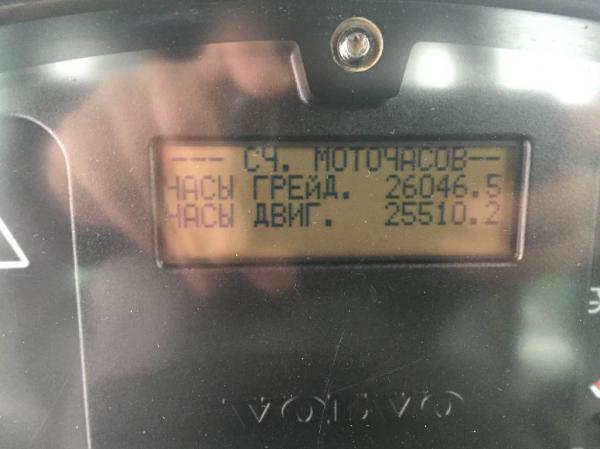 --- СЧ. МОТОЧАСОВ--
ЧАСЫ ГРЕЙД. 26046.5
ЧАСЫ ДВИГ. 25510.2
VOLVO